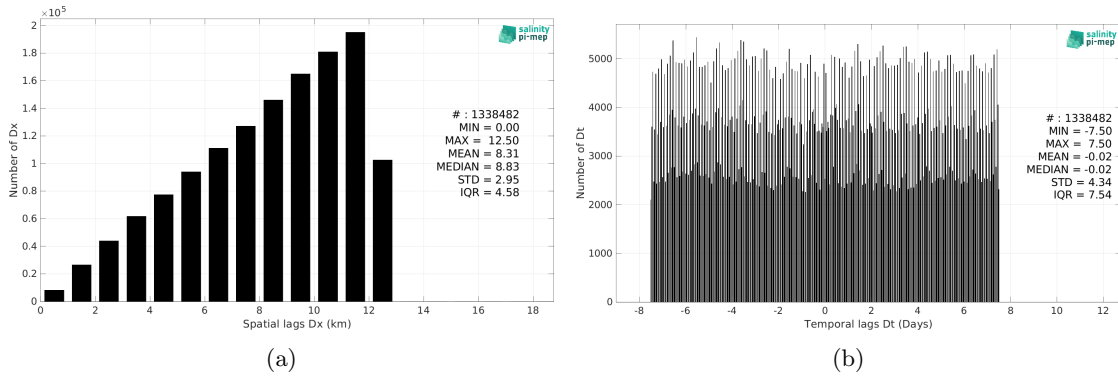 ×10^5
2
1.8
1.6
1.4
1.2
1
0.8
0.6
0.4
0.2
0
Number of Dx
0 2 4 6 8 10 12 14 16 18
Spatial lags Dx (km)
salinity
pi-mep
# : 1338482
MIN = 0.00
MAX = 12.50
MEAN = 8.31
MEDIAN = 8.83
STD = 2.95
IQR = 4.58
(a)
5000
4000
3000
2000
1000
0
Number of Dt
-8 -6 -4 -2 0 2 4 6 8 10 12
Temporal lags Dt (Days)
salinity
pi-mep
# : 1338482
MIN = -7.50
MAX = 7.50
MEAN = -0.02
MEDIAN = -0.02
STD = 4.34
IQR = 7.54
(b)